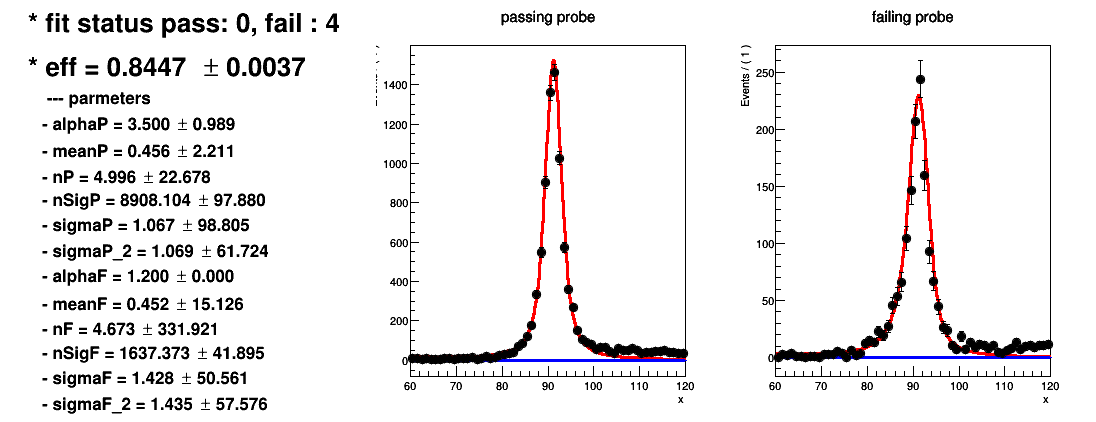 * fit status pass: 0, fail : 4
* eff = 0.8447 ± 0.0037
--- parmeters
- alphaP = 3.500 ± 0.989
- meanP = 0.456 ± 2.211
- nP = 4.996 ± 22.678
- nSigP = 8908.104 ± 97.880
- sigmaP = 1.067 ± 98.805
- sigmaP_2 = 1.069 ± 61.724
- alphaF = 1.200 ± 0.000
- meanF = 0.452 ± 15.126
- nF = 4.673 ± 331.921
- nSigF = 1637.373 ± 41.895
- sigmaF = 1.428 ± 50.561
- sigmaF_2 = 1.435 ± 57.576
passing probe
1400
1200
1000
800
600
400
200
0
60 70 80 90 100 110 120
x
failing probe
Events / ( 1 )
250
200
150
100
50
0
60 70 80 90 100 110 120
x